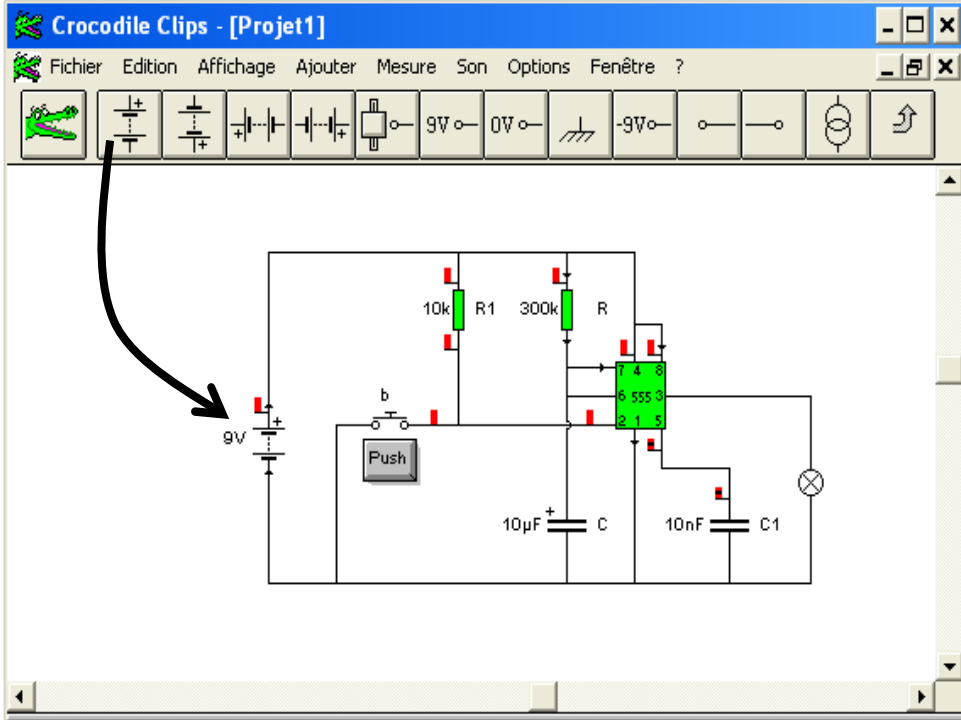 Crocodile Clips - [Projet1]
Fichier Edition Affichage Ajouter Mesure Son Options Fenêtre ?
9V 0V -9V
10k R1 300k R
7 4 8
b 6 555 3
9V + 2 1 5
Push
10µF + C 10nF C1